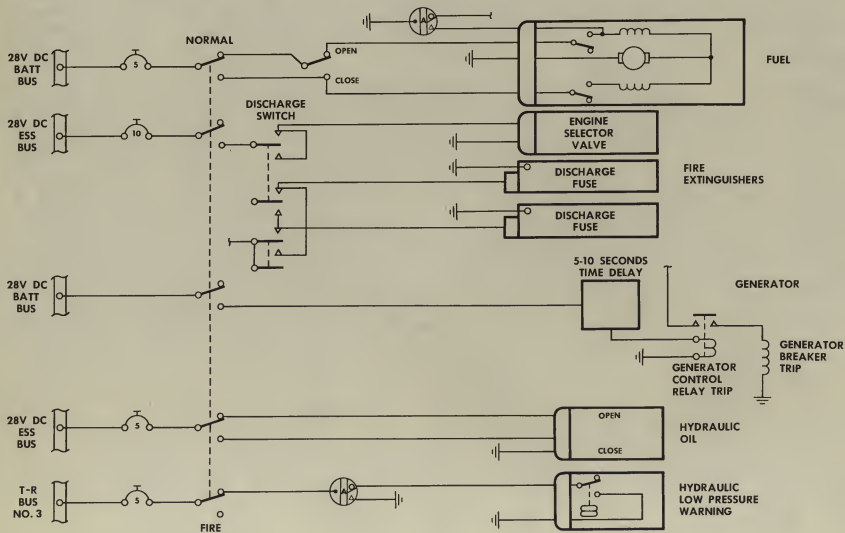 28V DC
BATT
BUS
5
NORMAL
OPEN
CLOSE
A
FUEL
28V DC
ESS
BUS
10
DISCHARGE
SWITCH
ENGINE
SELECTOR
VALVE
DISCHARGE
FUSE
FIRE
EXTINGUISHERS
DISCHARGE
FUSE
28V DC
BATT
BUS
5-10 SECONDS
TIME DELAY
GENERATOR
GENERATOR
BREAKER
TRIP
GENERATOR
CONTROL
RELAY TRIP
28V DC
ESS
BUS
5
OPEN
CLOSE
HYDRAULIC
OIL
T-R
BUS
NO. 3
5
FIRE
A
HYDRAULIC
LOW PRESSURE
WARNING